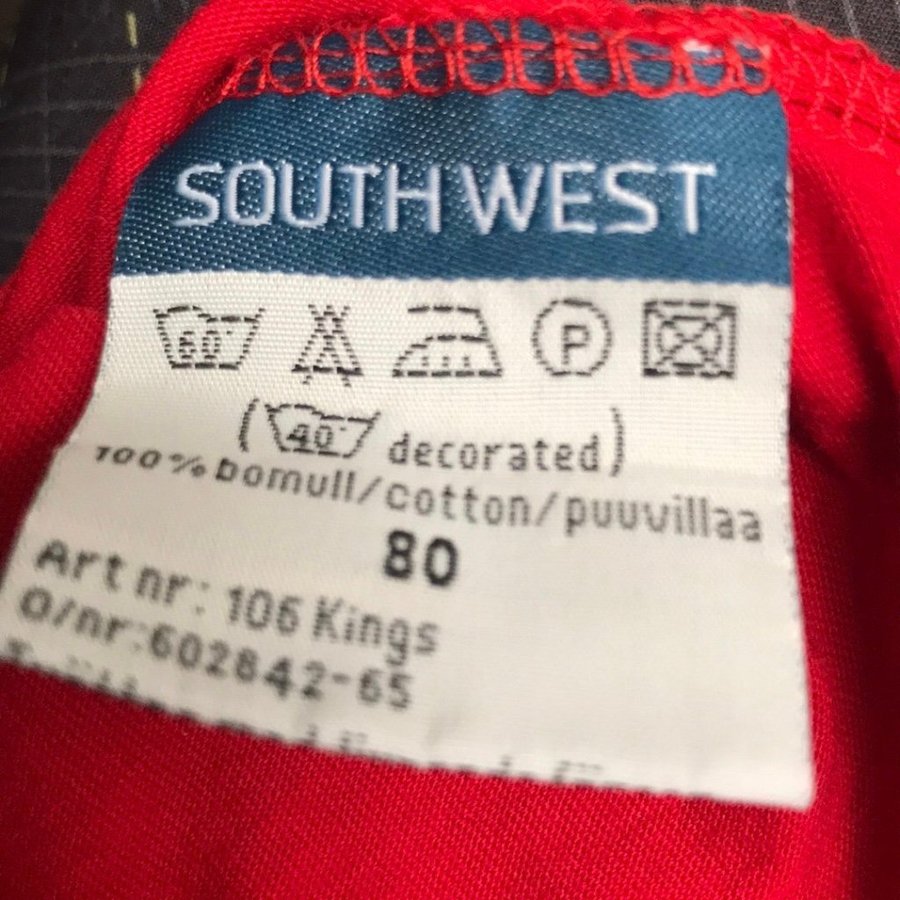 SOUTH WEST
60° P
(40° decorated)
100% bomull/cotton/puuvillaa
80
Art nr: 106 Kings
O/nr:602842-65